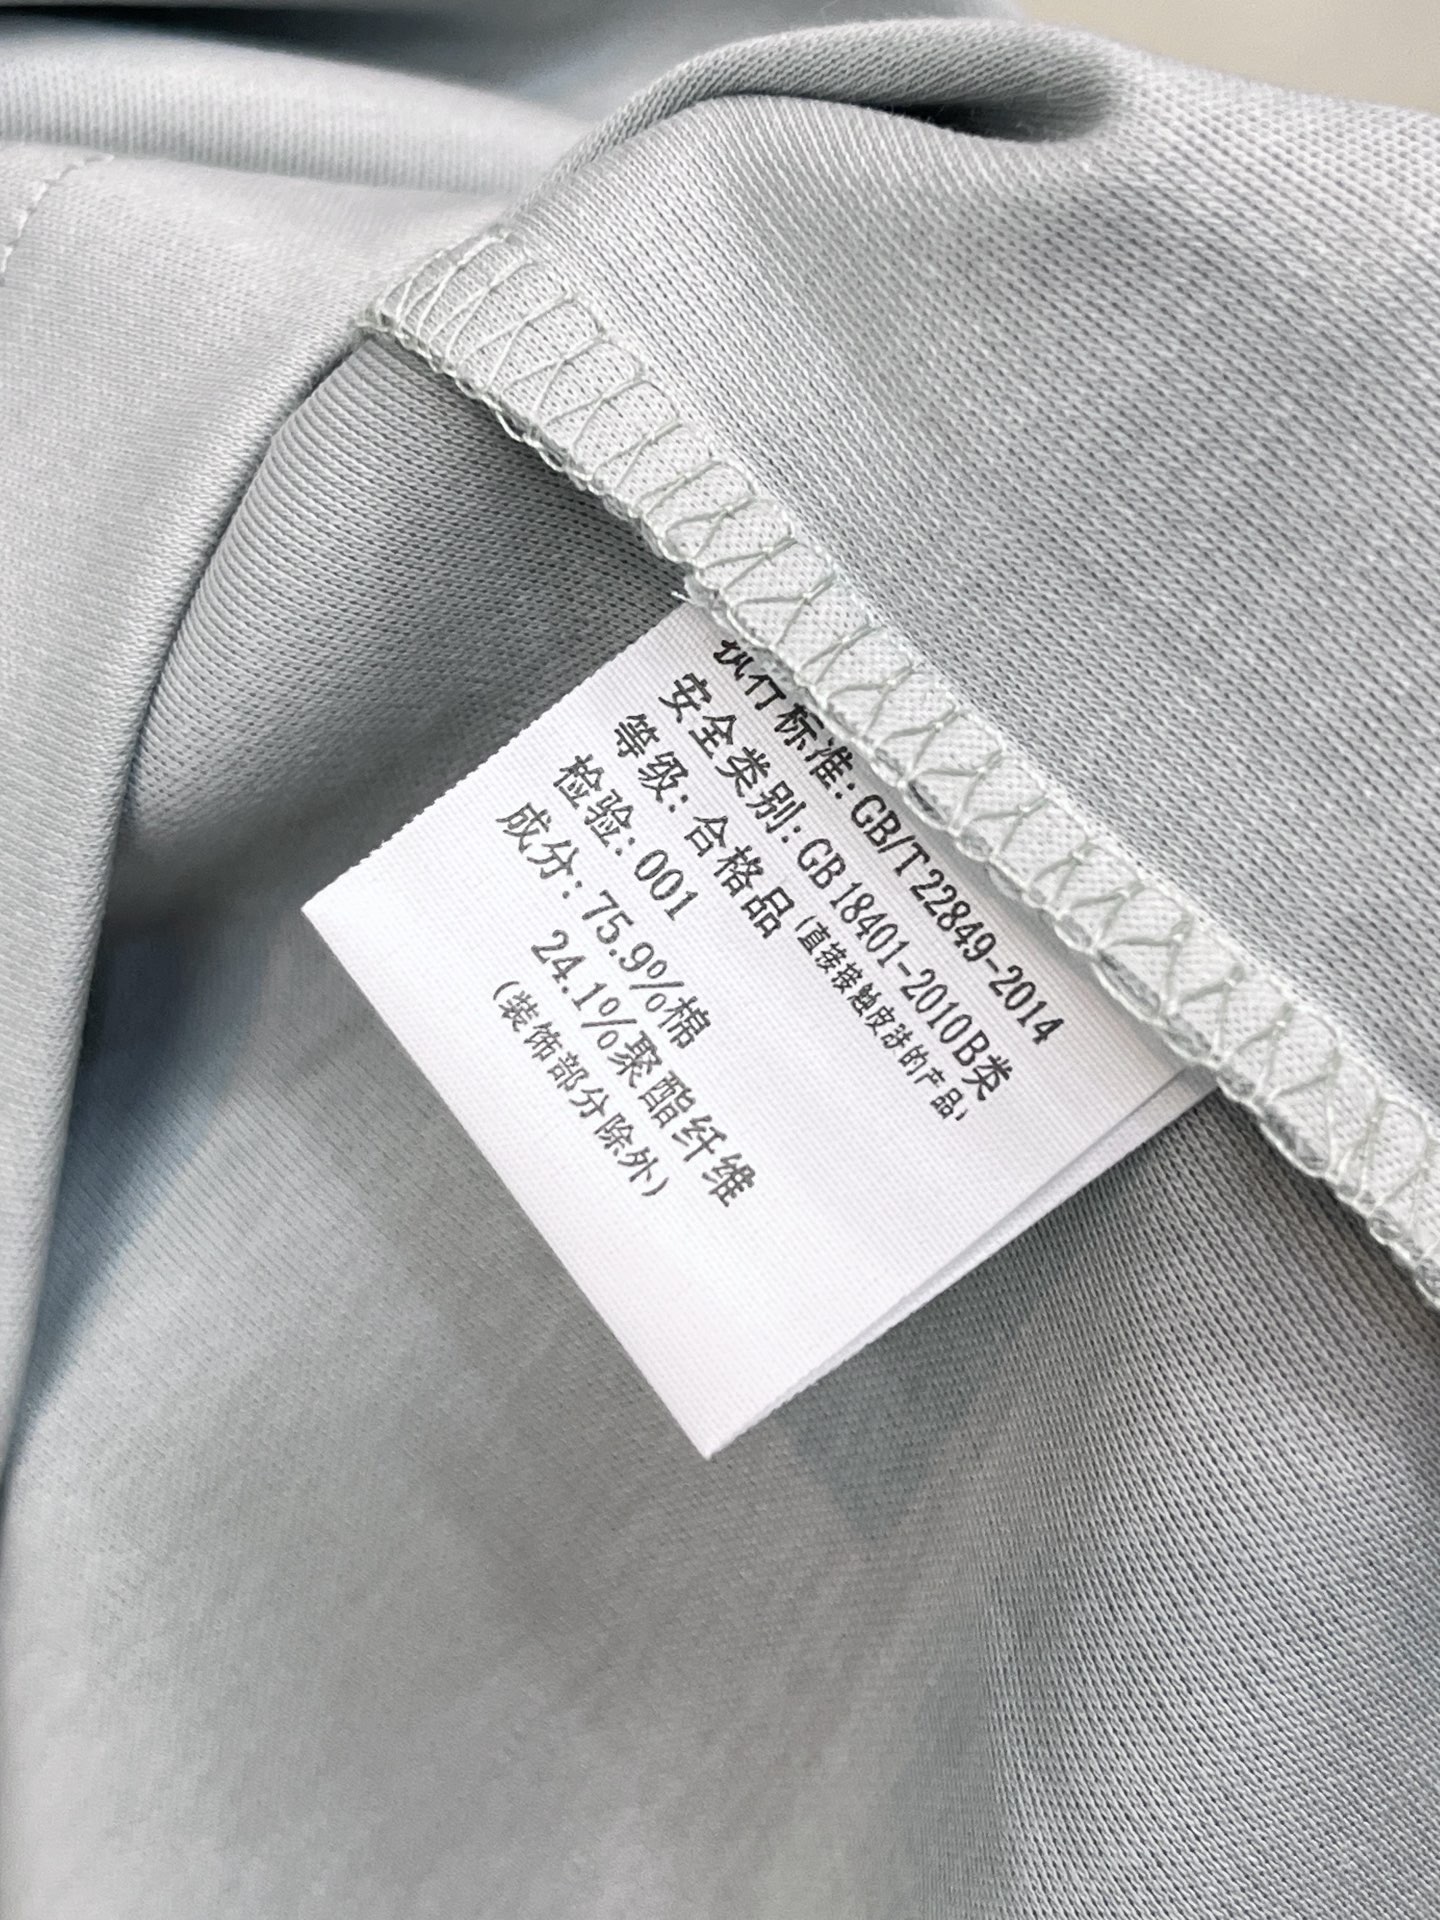 执行标准：GB/T 22849-2014
安全类别：GB 18401-2010B类
(直接接触皮肤的产品)
等级：合格品
检验：001
成分：75.9%棉
24.1%聚酯纤维
(装饰部分除外)